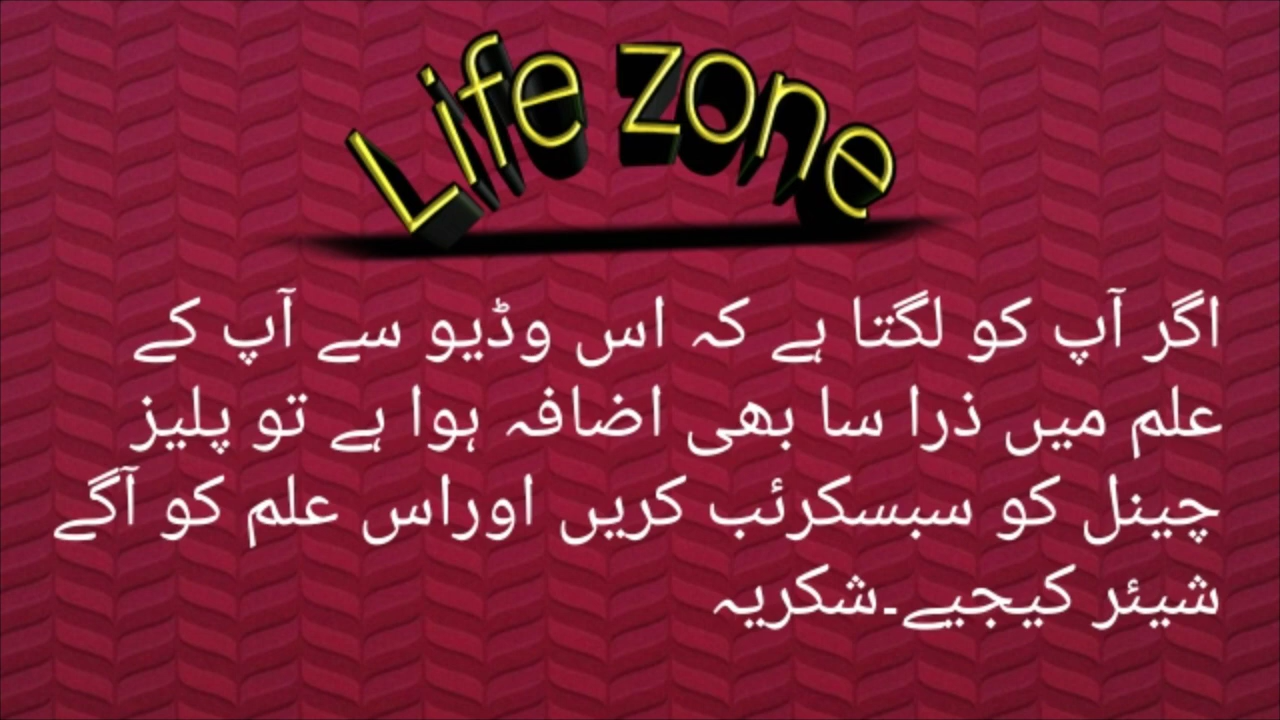 Life zone
اگر آپ کو لگتا ہے کہ اس وڈیو سے آپ کے
علم میں ذرا سا بھی اضافہ ہوا ہے تو پلیز
چینل کو سبسکرئب کریں اوراس علم کو آگے
شیئر کیجیے۔شکریہ